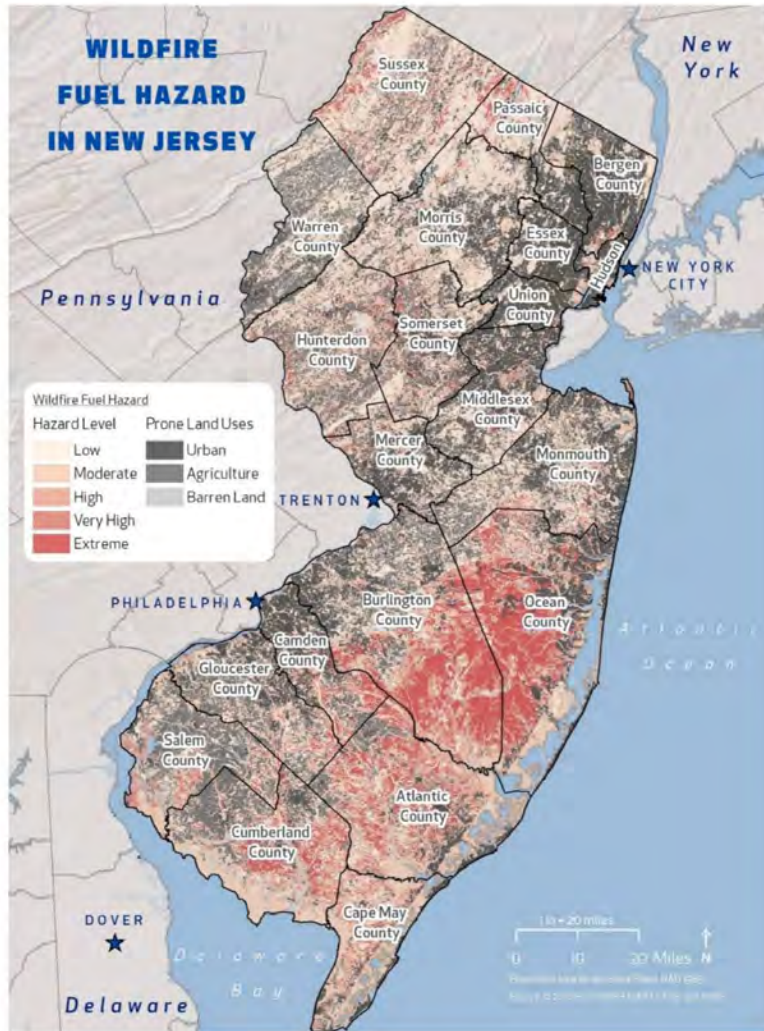 WILDFIRE
FUEL HAZARD
IN NEW JERSEY
New
York
Sussex
County
Passaic
County
Bergen
County
Warren
County
Morris
County
Essex
County
Hudson
NEW YORK
CITY
Pennsylvania
Union
County
Hunterdon
County
Somerset
County
Middlesex
County
Mercer
County
Monmouth
County
Wildfire Fuel Hazard
Hazard Level
Prone Land Uses
Low
Urban
Moderate
Agriculture
High
Barren Land
Very High
Extreme
TRENTON
PHILADELPHIA
Burlington
County
Ocean
County
Camden
County
Gloucester
County
Atlantic
Ocean
Salem
County
Atlantic
County
Cumberland
County
Cape May
County
DOVER
Delaware
Bay
Delaware
1 in = 20 miles
0 10 20 Miles
N